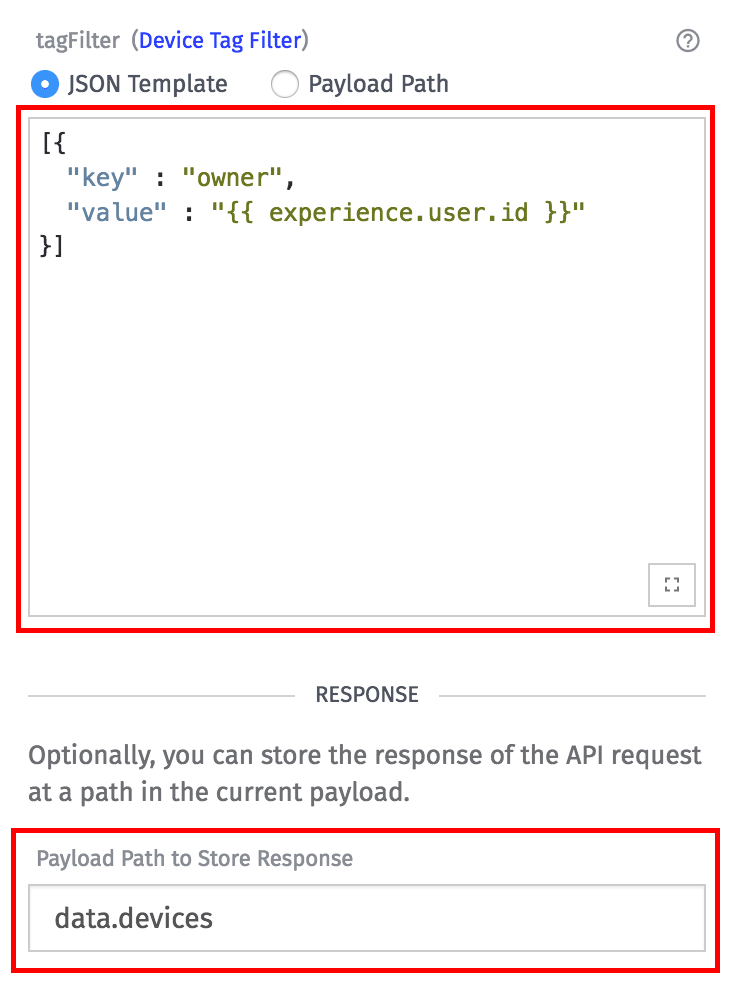 tagFilter (Device Tag Filter)
JSON Template Payload Path
[{
  "key" : "owner",
  "value" : "{{ experience.user.id }}"
}]
RESPONSE
Optionally, you can store the response of the API request
at a path in the current payload.
Payload Path to Store Response
data.devices